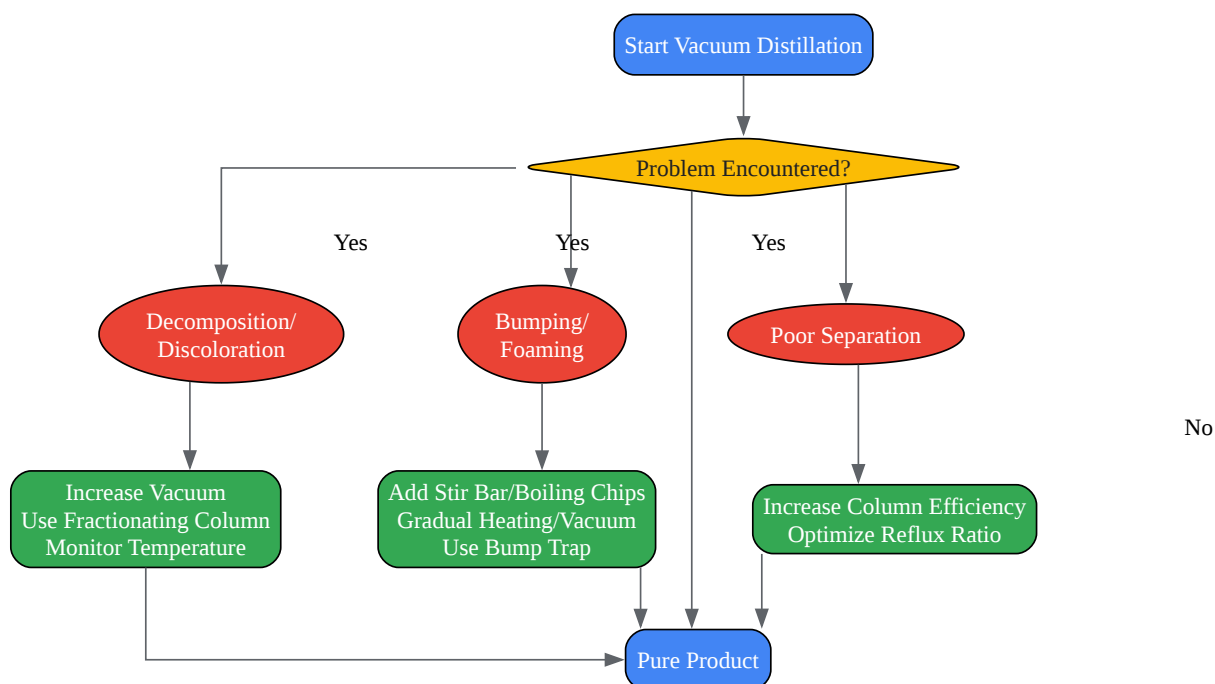 Start Vacuum Distillation
Problem Encountered?
Yes
Yes
Yes
Decomposition/
Discoloration
Bumping/
Foaming
Poor Separation
No
Increase Vacuum
Use Fractionating Column
Monitor Temperature
Add Stir Bar/Boiling Chips
Gradual Heating/Vacuum
Use Bump Trap
Increase Column Efficiency
Optimize Reflux Ratio
Pure Product